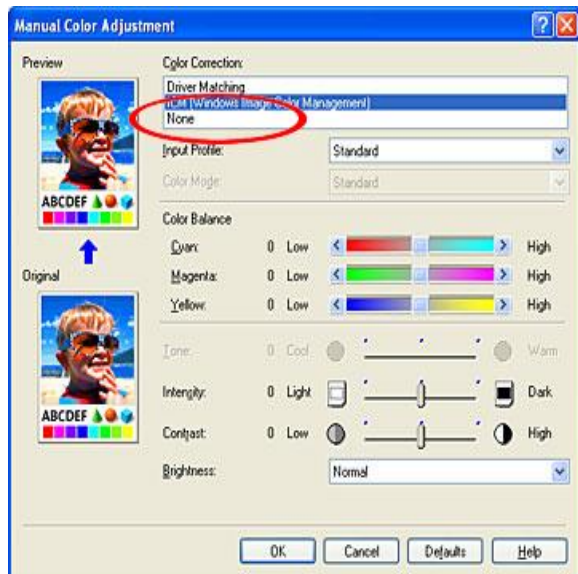 Manual Color Adjustment
Preview
Color Correction:
Driver Matching
ICM (Windows Image Color Management)
None
Input Profile: Standard
Color Mode: Standard
ABCDEF
Color Balance
Cyan: 0 Low High
Original
Magenta: 0 Low High
Yellow: 0 Low High
Tone: 0 Cool Warm
Intensity: 0 Light Dark
ABCDEF
Contrast: 0 Low High
Brightness: Normal
OK Cancel Defaults Help